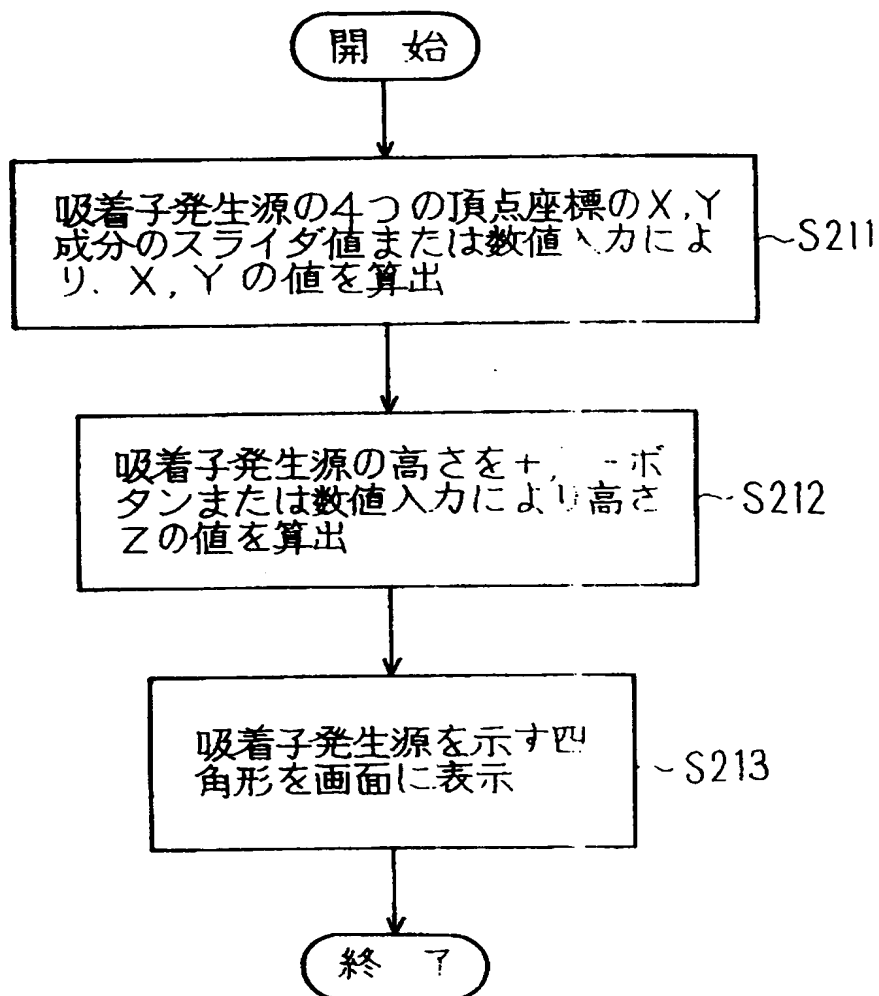 開 始
吸着子発生源の4つの頂点座標のX,Y
成分のスライダ値または数値入力によ
り、X,Yの値を算出
S211
吸着子発生源の高さを+,-ボ
タンまたは数値入力により高さ
Zの値を算出
S212
吸着子発生源を示す四
角形を画面に表示
S213
終 了